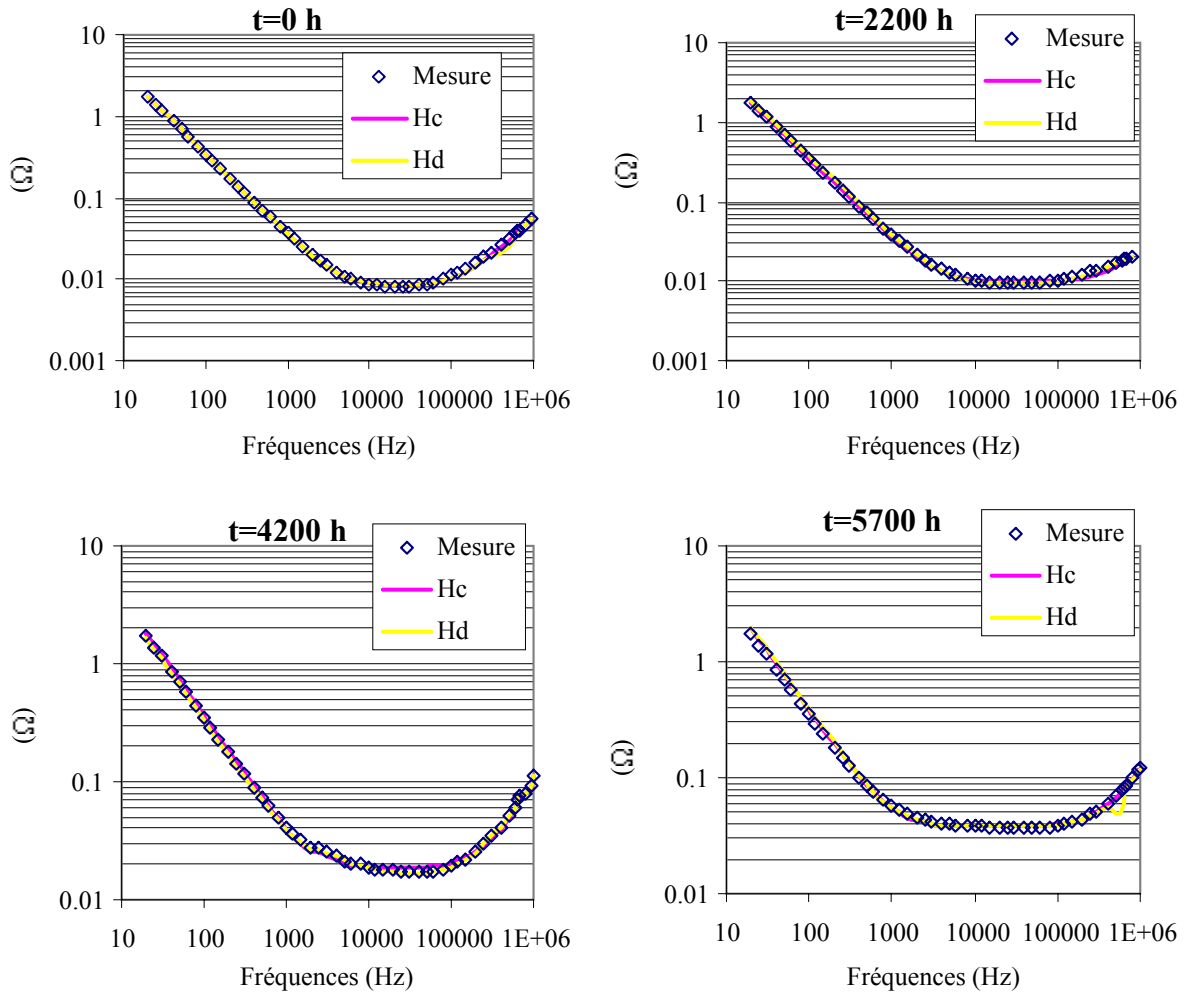 t=0 h
10
1
0.1
0.01
0.001
(Ω)
10
100
1000
10000
100000
1E+06
Fréquences (Hz)
Mesure
Hc
Hd
t=2200 h
10
1
0.1
0.01
0.001
(Ω)
10
100
1000
10000
100000
1E+06
Fréquences (Hz)
Mesure
Hc
Hd
t=4200 h
10
1
0.1
0.01
(Ω)
10
100
1000
10000
100000
1E+06
Fréquences (Hz)
Mesure
Hc
Hd
t=5700 h
10
1
0.1
0.01
(Ω)
10
100
1000
10000
100000
1E+06
Fréquences (Hz)
Mesure
Hc
Hd